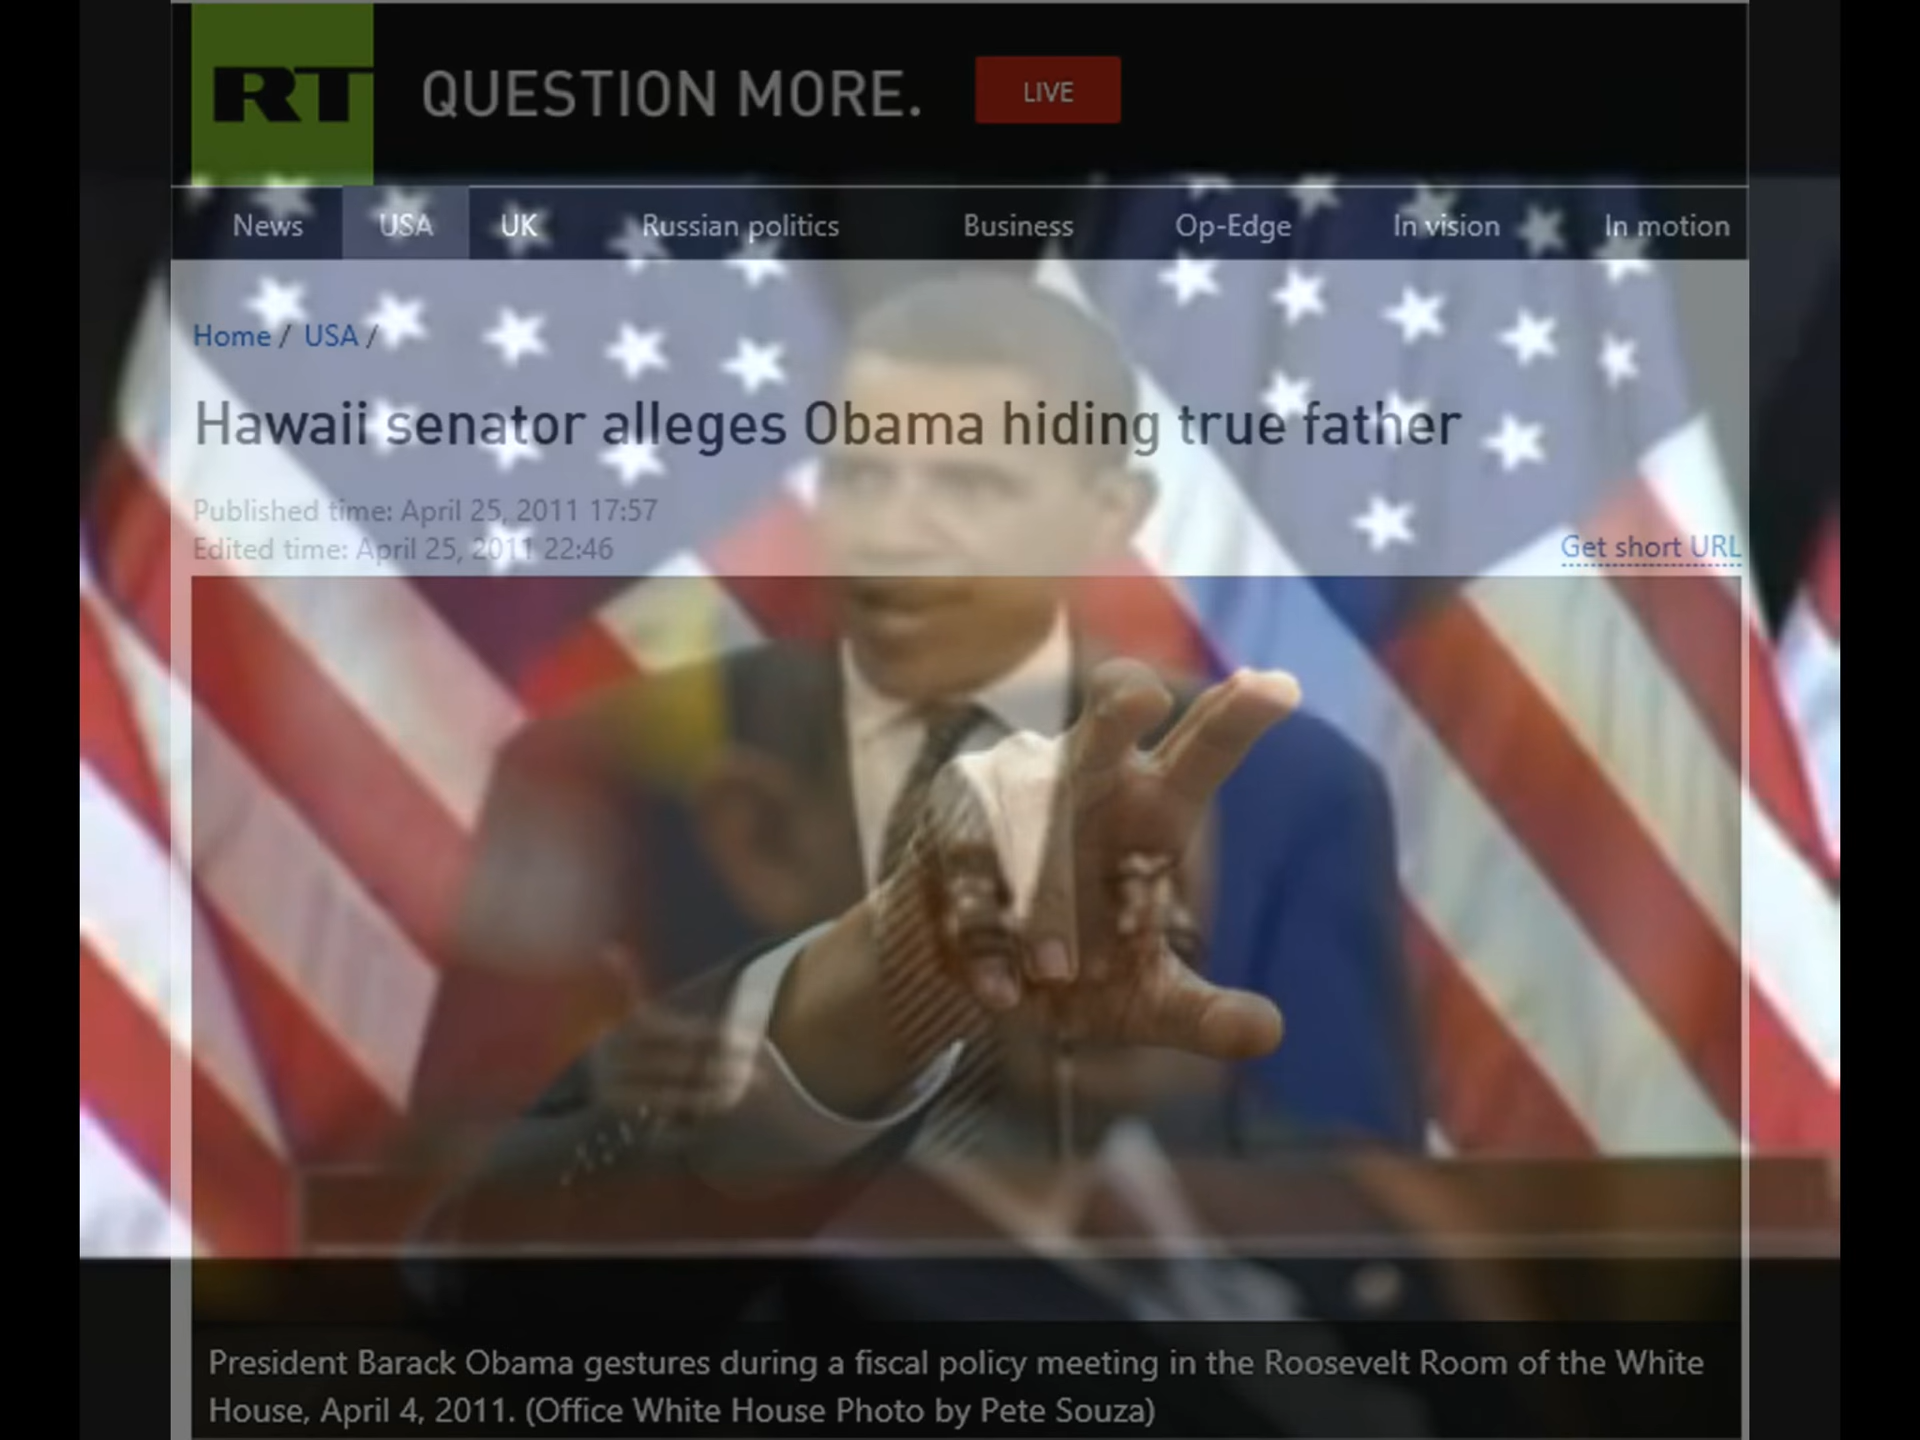 RT QUESTION MORE. LIVE
News USA UK Russian politics Business Op-Edge In vision In motion
Home / USA /
Hawaii senator alleges Obama hiding true father
Published time: April 25, 2011 17:57
Edited time: April 25, 2011 22:46
Get short URL
President Barack Obama gestures during a fiscal policy meeting in the Roosevelt Room of the White
House, April 4, 2011. (Office White House Photo by Pete Souza)